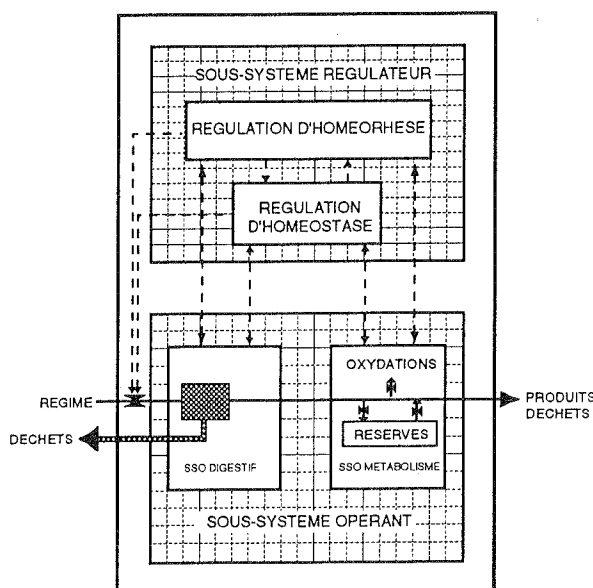 SOUS-SYSTEME REGULATEUR
REGULATION D'HOMEORHESE
REGULATION
D'HOMEOSTASE
OXYDATIONS
REGIME
PRODUITS
DECHETS
RESERVES
DECHETS
SSO DIGESTIF
SSO METABOLISME
SOUS-SYSTEME OPERANT